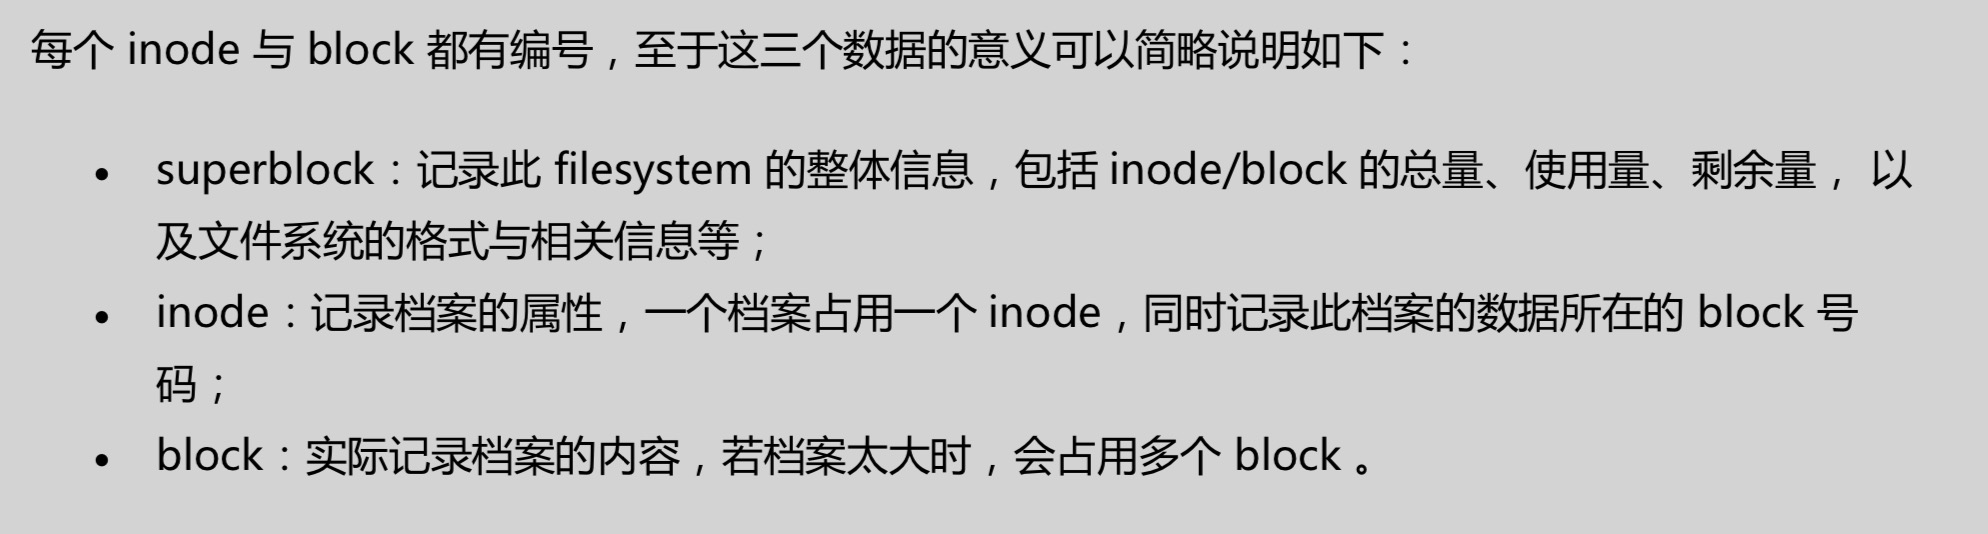 每个 inode 与 block 都有编号，至于这三个数据的意义可以简略说明如下：
• superblock：记录此 filesystem 的整体信息，包括 inode/block 的总量、使用量、剩余量， 以
及文件系统的格式与相关信息等；
• inode：记录档案的属性，一个档案占用一个 inode，同时记录此档案的数据所在的 block 号
码；
• block：实际记录档案的内容，若档案太大时，会占用多个 block 。